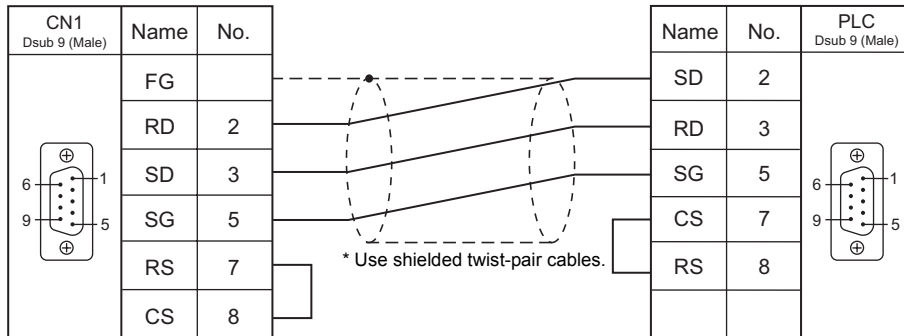 CN1
Dsub 9 (Male)
Name No.
FG
RD 2
SD 3
SG 5
RS 7
CS 8
6
1
9
5
* Use shielded twist-pair cables.
Name No.
SD 2
RD 3
SG 5
CS 7
RS 8
PLC
Dsub 9 (Male)
6
1
9
5